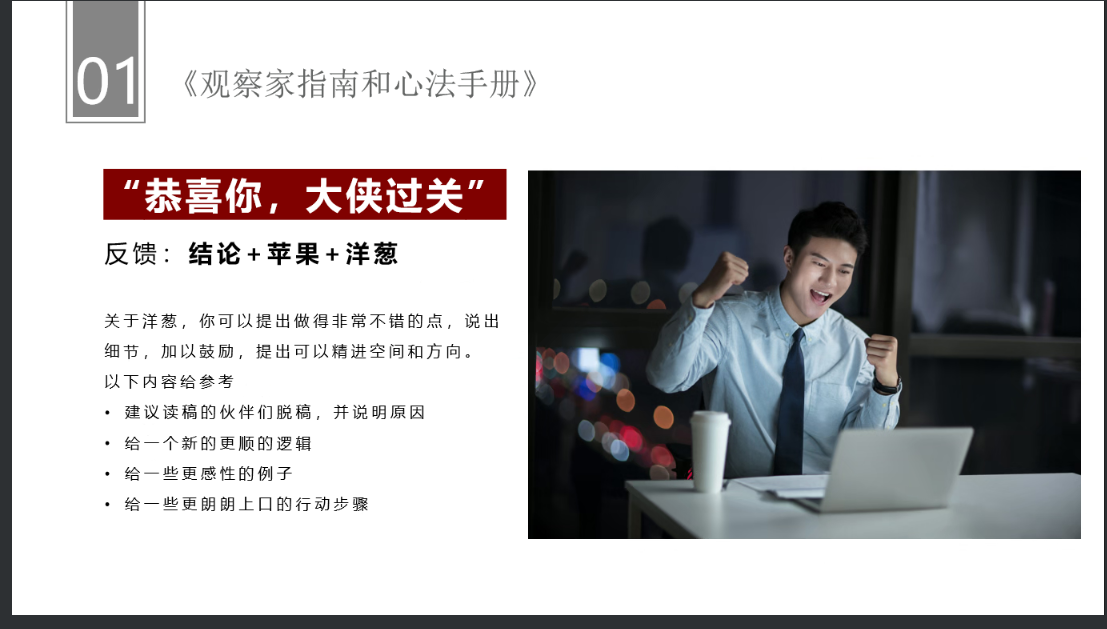 01
《观察家指南和心法手册》
“恭喜你，大侠过关”
反馈：结论+苹果+洋葱
关于洋葱，你可以提出做得非常不错的点，说出
细节，加以鼓励，提出可以精进空间和方向。
以下内容给参考
• 建议读稿的伙伴们脱稿，并说明原因
• 给一个新的更顺的逻辑
• 给一些更感性的例子
• 给一些更朗朗上口的行动步骤